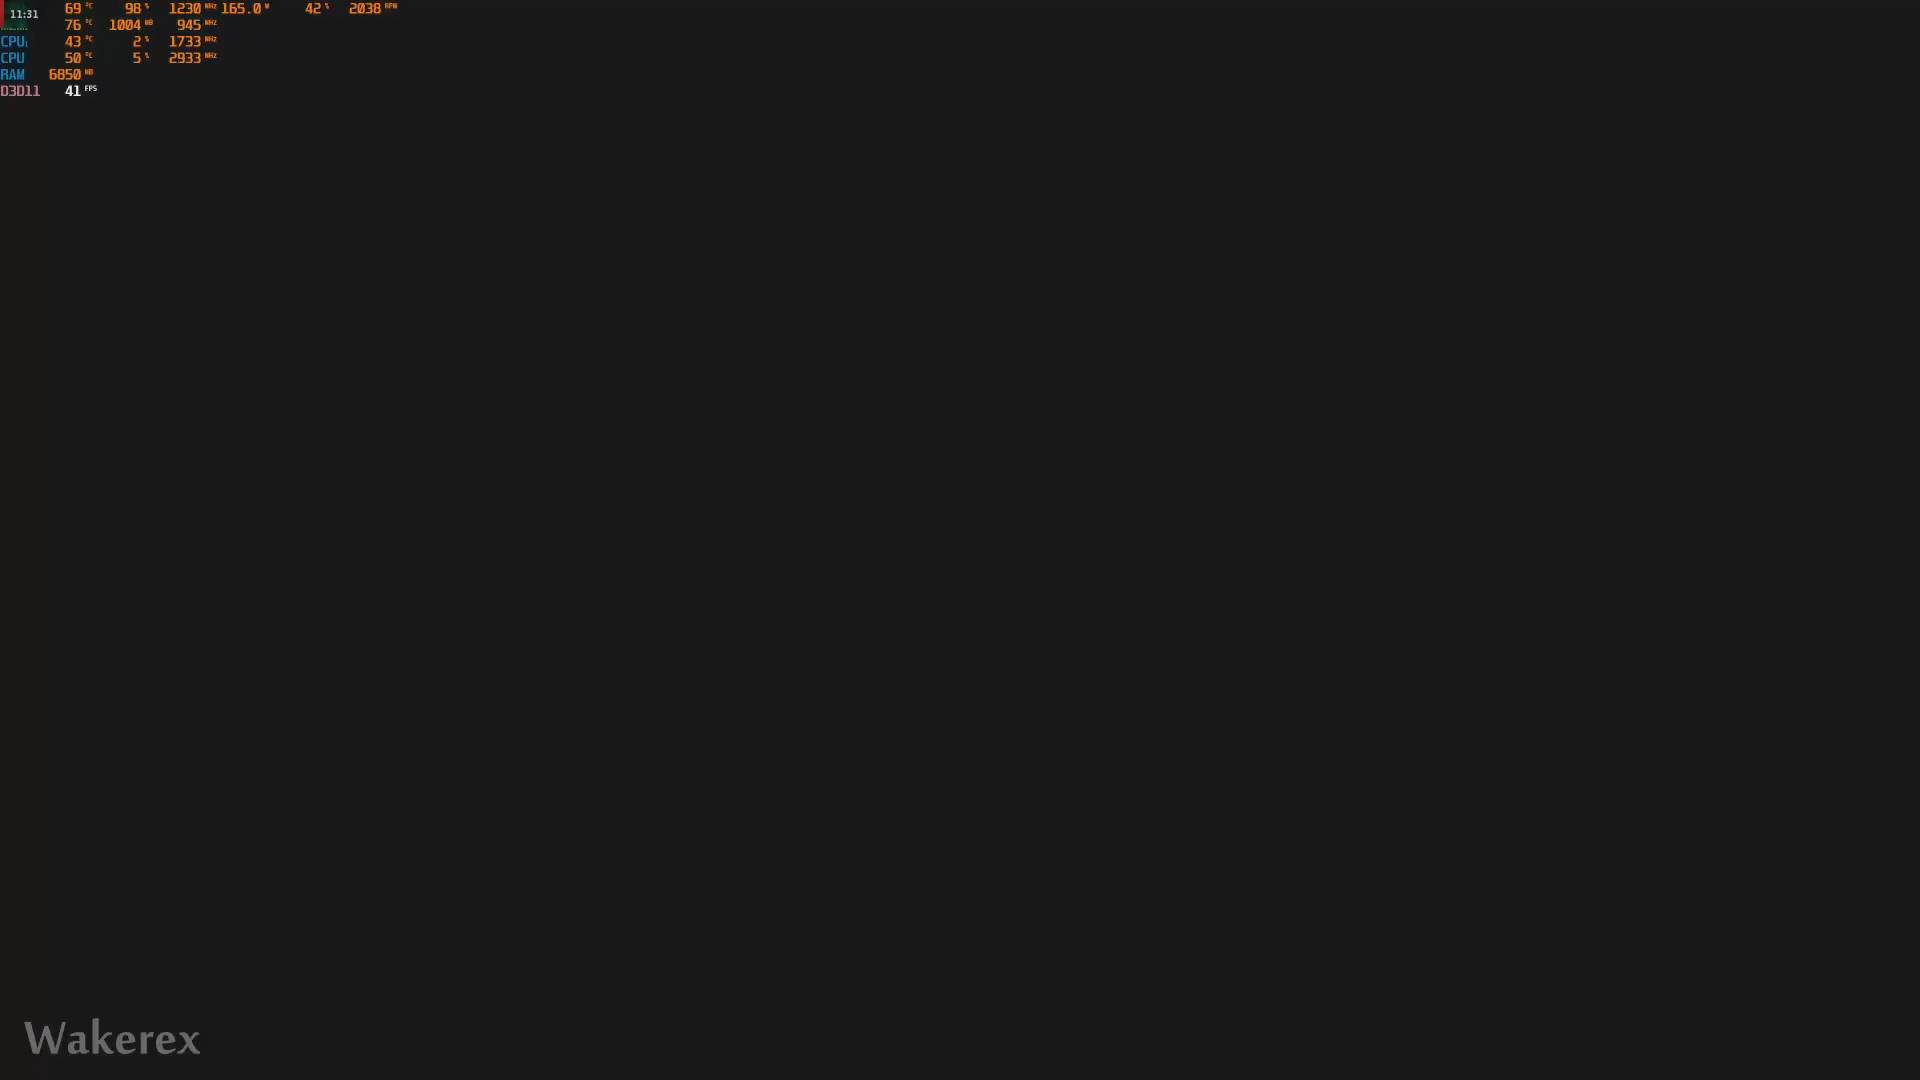 11:31 69 °C 98 % 1230 MHz 165.0 W 42 % 2038 RPM
76 °C 1004 MB 945 MHz
CPU1 43 °C 2 % 1733 MHz
CPU 50 °C 5 % 2933 MHz
RAM 6850 MB
D3D11 41 FPS
Wakerex